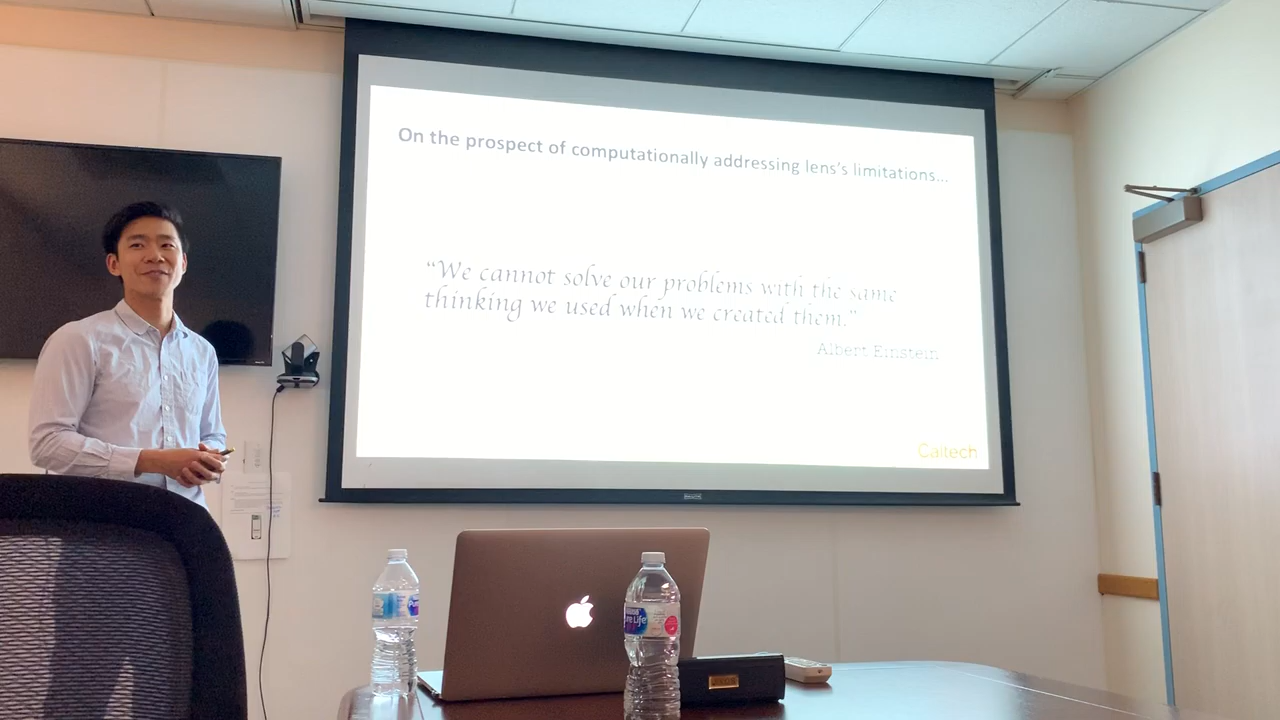 On the prospect of computationally addressing lens's limitations...
“We cannot solve our problems with the same
thinking we used when we created them.”
Albert Einstein
Caltech